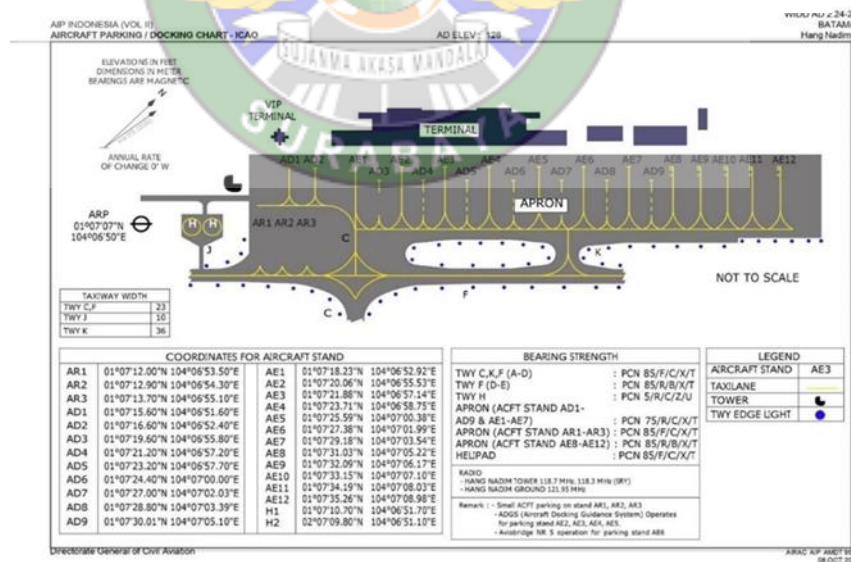 AIP INDONESIA (VOL II)
AIRCRAFT PARKING / DOCKING CHART - ICAO
AD ELEV : 126
WIDD AD 2.24-2
BATAM
Hang Nadim
SUJANMA AKASA MANDALA
SURABAYA
ELEVATIONS IN FEET
DIMENSIONS IN METER
BEARINGS ARE MAGNETIC
N
ANNUAL RATE
OF CHANGE 0' W
VIP
TERMINAL
TERMINAL
AD1 AD2 AE1 AE2 AE3 AE4 AE5 AE6 AE7 AE8 AE9 AE10 AE11 AE12
AD3 AD4 AD5 AD6 AD7 AD8 AD9
APRON
ARP
01°07'07"N
104°06'50"E
H H
AR1 AR2 AR3
C
J
K
F
C
NOT TO SCALE
TAXIWAY WIDTH
TWY C,F 23
TWY J 10
TWY K 36
COORDINATES FOR AIRCRAFT STAND
AR1 01°07'12.00"N 104°06'53.50"E
AR2 01°07'12.90"N 104°06'54.30"E
AR3 01°07'13.70"N 104°06'55.10"E
AD1 01°07'15.60"N 104°06'51.60"E
AD2 01°07'16.60"N 104°06'52.40"E
AD3 01°07'19.60"N 104°06'55.80"E
AD4 01°07'21.20"N 104°06'57.20"E
AD5 01°07'23.20"N 104°06'57.70"E
AD6 01°07'24.40"N 104°07'00.00"E
AD7 01°07'27.00"N 104°07'02.03"E
AD8 01°07'28.80"N 104°07'03.39"E
AD9 01°07'30.01"N 104°07'05.10"E
AE1 01°07'18.23"N 104°06'52.92"E
AE2 01°07'20.06"N 104°06'55.53"E
AE3 01°07'21.88"N 104°06'57.14"E
AE4 01°07'23.71"N 104°06'58.75"E
AE5 01°07'25.59"N 104°07'00.38"E
AE6 01°07'27.38"N 104°07'01.99"E
AE7 01°07'29.18"N 104°07'03.54"E
AE8 01°07'31.03"N 104°07'05.22"E
AE9 01°07'32.09"N 104°07'06.17"E
AE10 01°07'33.15"N 104°07'07.10"E
AE11 01°07'34.19"N 104°07'08.03"E
AE12 01°07'35.26"N 104°07'08.98"E
H1 01°07'10.70"N 104°06'51.70"E
H2 02°07'09.80"N 104°06'51.10"E
BEARING STRENGTH
TWY C,K,F (A-D) : PCN 85/F/C/X/T
TWY F (D-E) : PCN 85/R/B/X/T
TWY H : PCN 5/R/C/Z/U
APRON (ACFT STAND AD1-
AD9 & AE1-AE7) : PCN 75/R/C/X/T
APRON (ACFT STAND AR1-AR3) : PCN 85/F/C/X/T
APRON (ACFT STAND AE8-AE12) : PCN 85/R/B/X/T
HELIPAD : PCN 85/F/C/X/T
RADIO
- HANG NADIM TOWER 118.7 MHz, 118.3 MHz (SRY)
- HANG NADIM GROUND 121.95 MHz
Remark : - Small ACFT parking on stand AR1, AR2, AR3
- ADGS (Aircraft Docking Guidance System) Operates
for parking stand AE2, AE3, AE4, AE5.
- Aviobridge NR 5 operation for parking stand AE6
LEGEND
AIRCRAFT STAND AE3
TAXILANE
TOWER
TWY EDGE LIGHT
Directorate General of Civil Aviation
AIRAC AIP AMDT
08 OCT 20